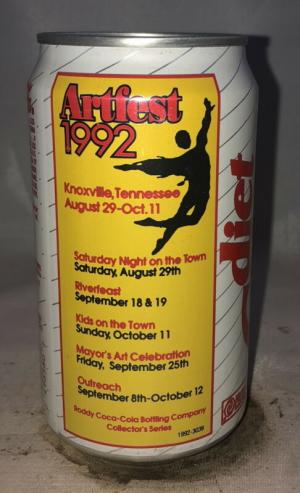 Artfest
1992
Knoxville, Tennessee
August 29-Oct. 11
Saturday Night on the Town
Saturday, August 29th
Riverfeast
September 18 & 19
Kids on the Town
Sunday, October 11
Mayor's Art Celebration
Friday, September 25th
Outreach
September 8th-October 12
Roddy Coca-Cola Bottling Company
Collector's Series
1992-3039
diet